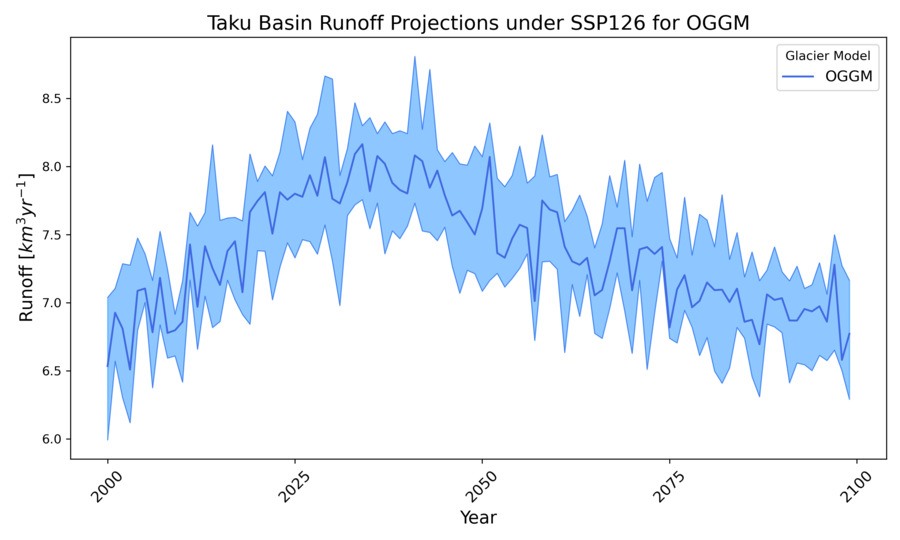 Taku Basin Runoff Projections under SSP126 for OGGM
Glacier Model
OGGM
Runoff [km³yr⁻¹]
8.5
8.0
7.5
7.0
6.5
6.0
2000 2025 2050 2075 2100
Year